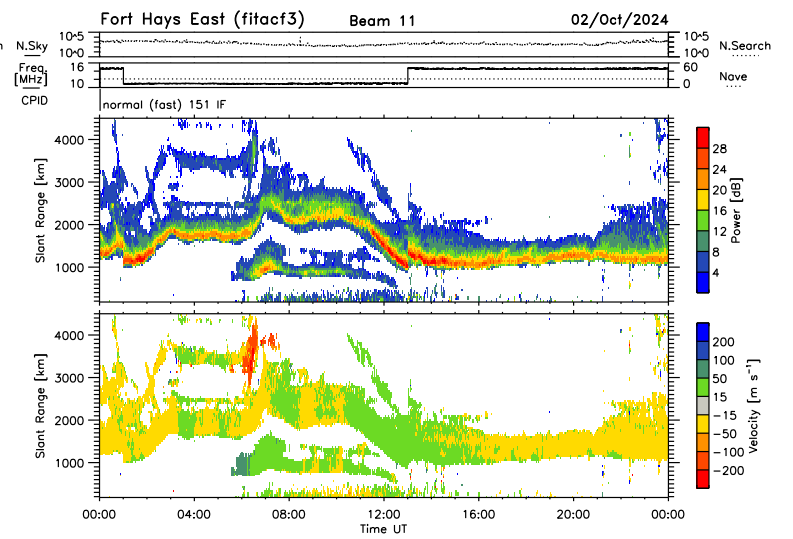 Fort Hays East (fitacf3) Beam 11 02/Oct/2024
N.Sky 10^5 10^0 10^5 10^0 N.Search
Freq. [MHz] 16 10 60 0 Nave
CPID normal (fast) 151 IF
Slant Range [km] 4000 3000 2000 1000
Power [dB] 28 24 20 16 12 8 4
Slant Range [km] 4000 3000 2000 1000
Velocity [m s⁻¹] 200 100 50 15 −15 −50 −100 −200
00:00 04:00 08:00 12:00 16:00 20:00 00:00
Time UT